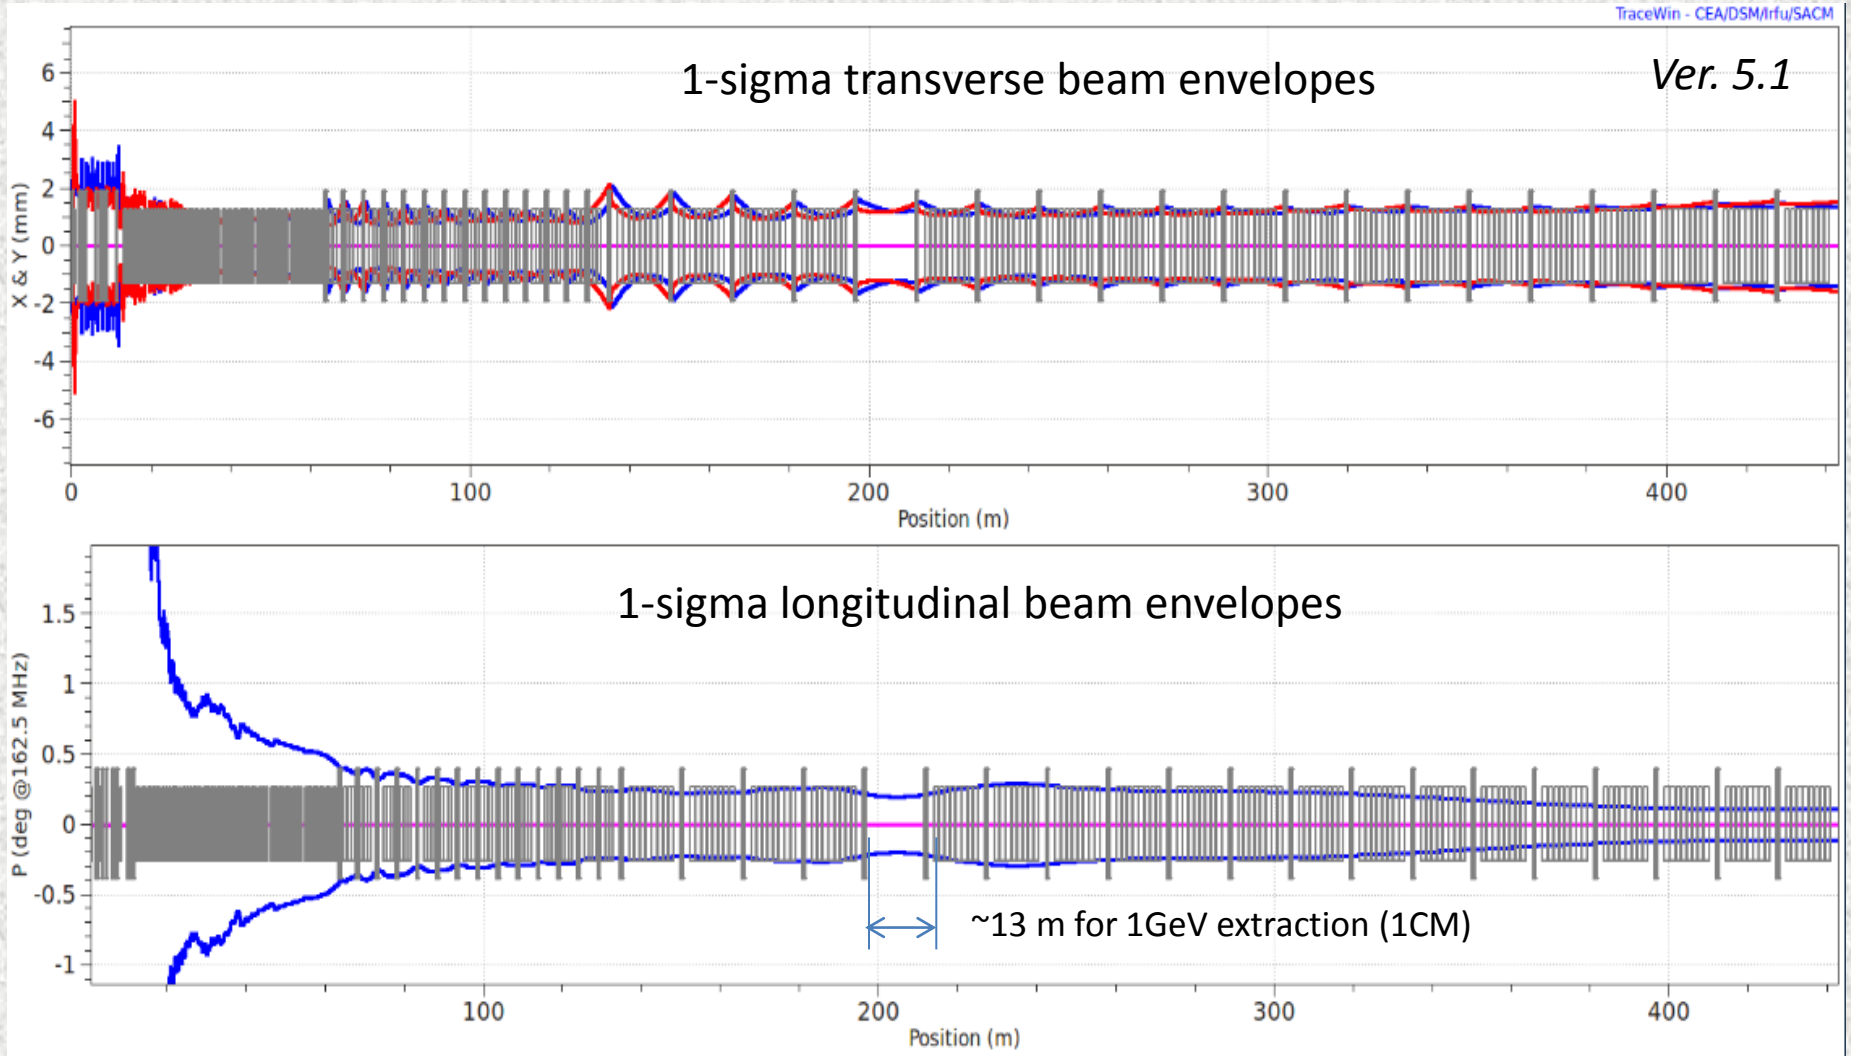 TraceWin - CEA/DSM/Irfu/SACM
1-sigma transverse beam envelopes
Ver. 5.1
X & Y (mm)
6
4
2
0
-2
-4
-6
0
100
200
300
400
Position (m)
1-sigma longitudinal beam envelopes
P (deg @162.5 MHz)
1.5
1
0.5
0
-0.5
-1
~13 m for 1GeV extraction (1CM)
100
200
300
400
Position (m)